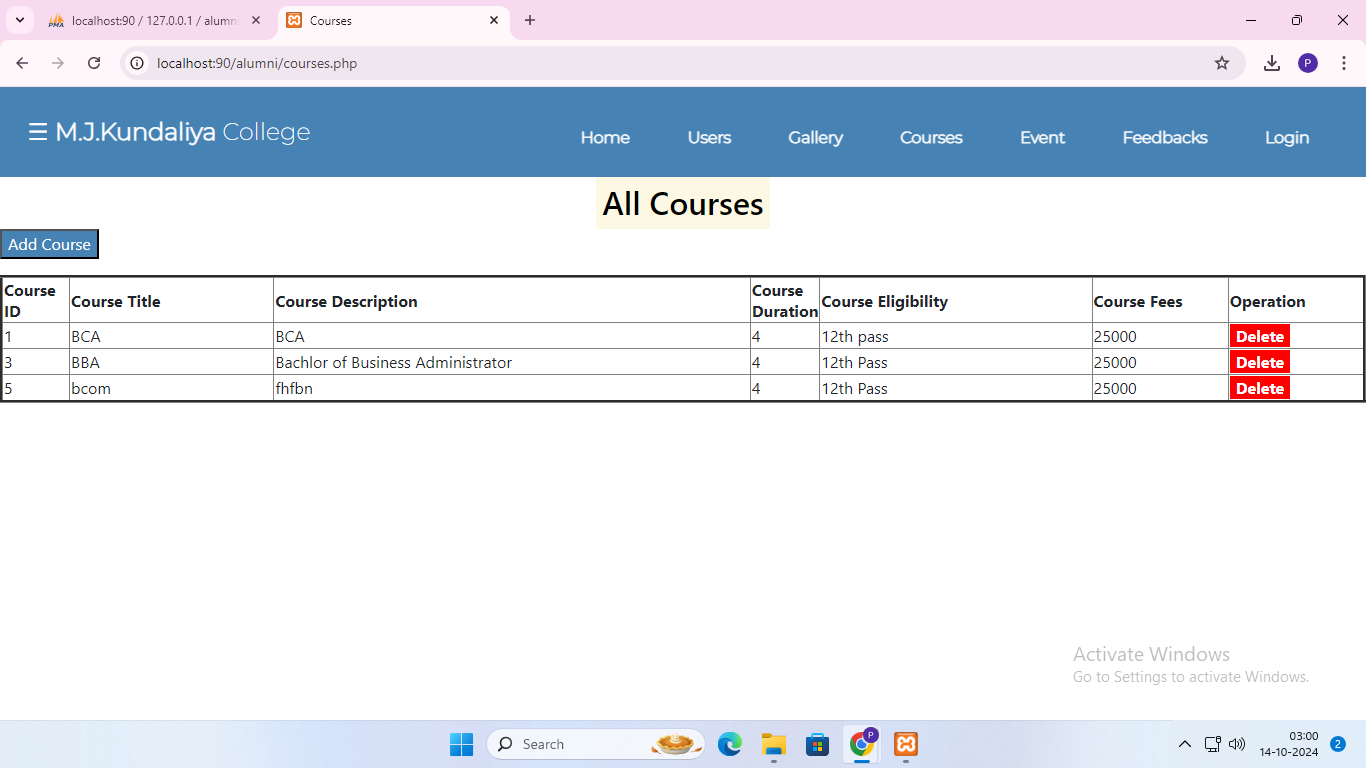 localhost:90 / 127.0.0.1 / alumn
Courses
localhost:90/alumni/courses.php
P
☰ M.J.Kundaliya College
Home Users Gallery Courses Event Feedbacks Login
All Courses
Add Course
Course ID Course Title Course Description Course Duration Course Eligibility Course Fees Operation
1 BCA BCA 4 12th pass 25000 Delete
3 BBA Bachlor of Business Administrator 4 12th Pass 25000 Delete
5 bcom fhfbn 4 12th Pass 25000 Delete
Activate Windows
Go to Settings to activate Windows.
Search
P
03:00
14-10-2024
2